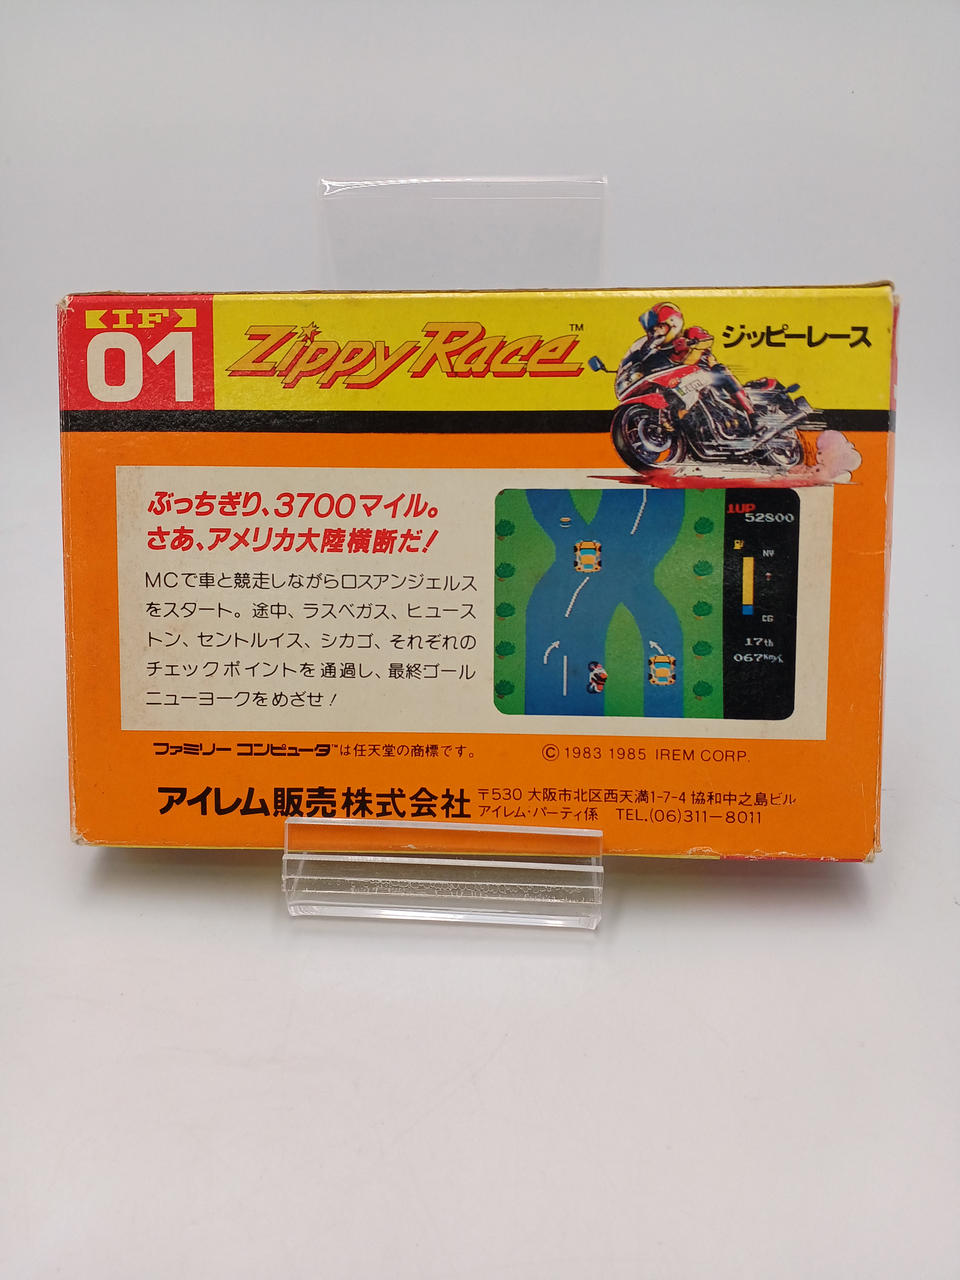 IF
01
Zippy Race™
ジッピーレース
ぶっちぎり、3700マイル。
さあ、アメリカ大陸横断だ!
MCで車と競走しながらロスアンジェルス
をスタート。途中、ラスベガス、ヒュース
トン、セントルイス、シカゴ、それぞれの
チェックポイントを通過し、最終ゴール
ニューヨークをめざせ!
1UP
52800
NY
CG
17th
067km/h
ファミリーコンピュータ™は任天堂の商標です。
©1983 1985 IREM CORP.
アイレム販売株式会社
〒530 大阪市北区西天満1-7-4 協和中之島ビル
アイレム・パーティ係 TEL.(06)311-8011